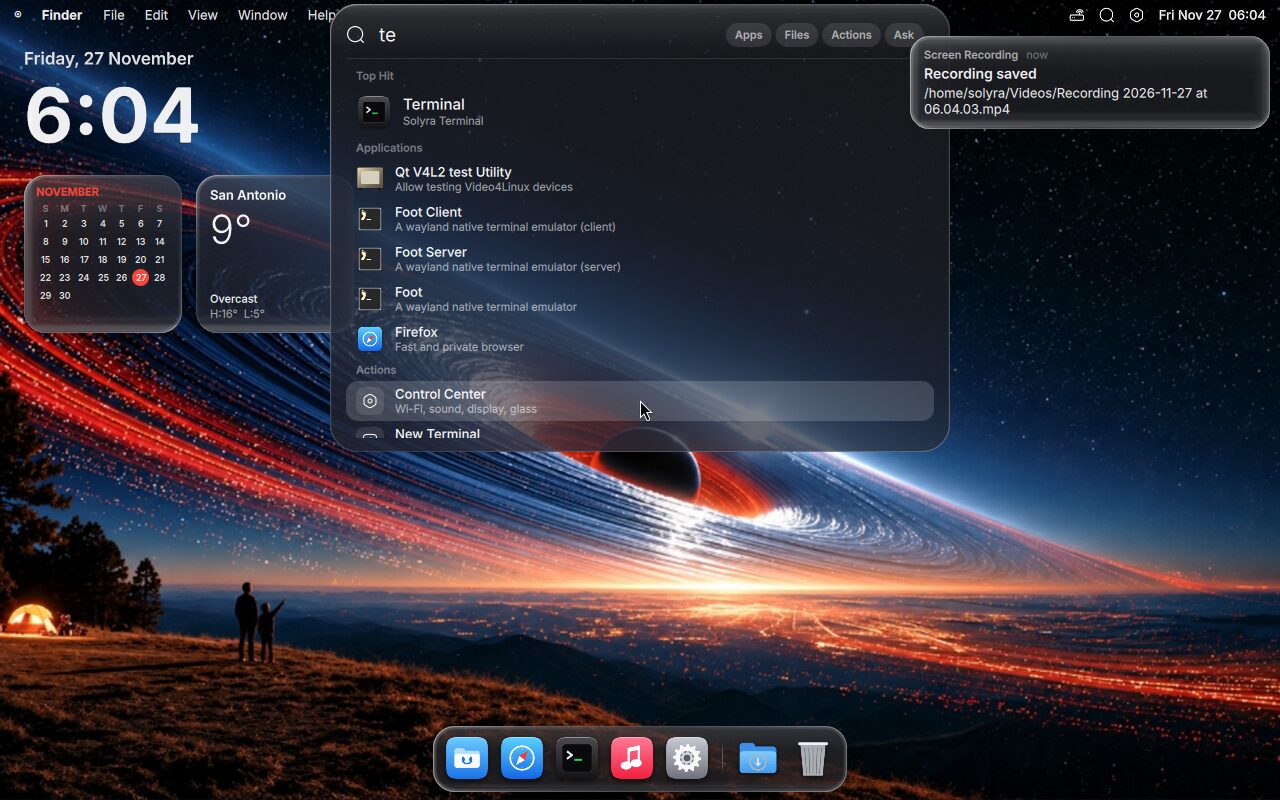 Finder File Edit View Window Help
Fri Nov 27 06:04
Friday, 27 November
6:04
NOVEMBER
S M T W T F S
1 2 3 4 5 6 7
8 9 10 11 12 13 14
15 16 17 18 19 20 21
22 23 24 25 26 27 28
29 30
San Antonio
9°
Overcast
H:16° L:5°
te
Apps Files Actions Ask
Top Hit
Terminal
Solyra Terminal
Applications
Qt V4L2 test Utility
Allow testing Video4Linux devices
Foot Client
A wayland native terminal emulator (client)
Foot Server
A wayland native terminal emulator (server)
Foot
A wayland native terminal emulator
Firefox
Fast and private browser
Actions
Control Center
Wi-Fi, sound, display, glass
New Terminal
Screen Recording now
Recording saved
/home/solyra/Videos/Recording 2026-11-27 at
06.04.03.mp4